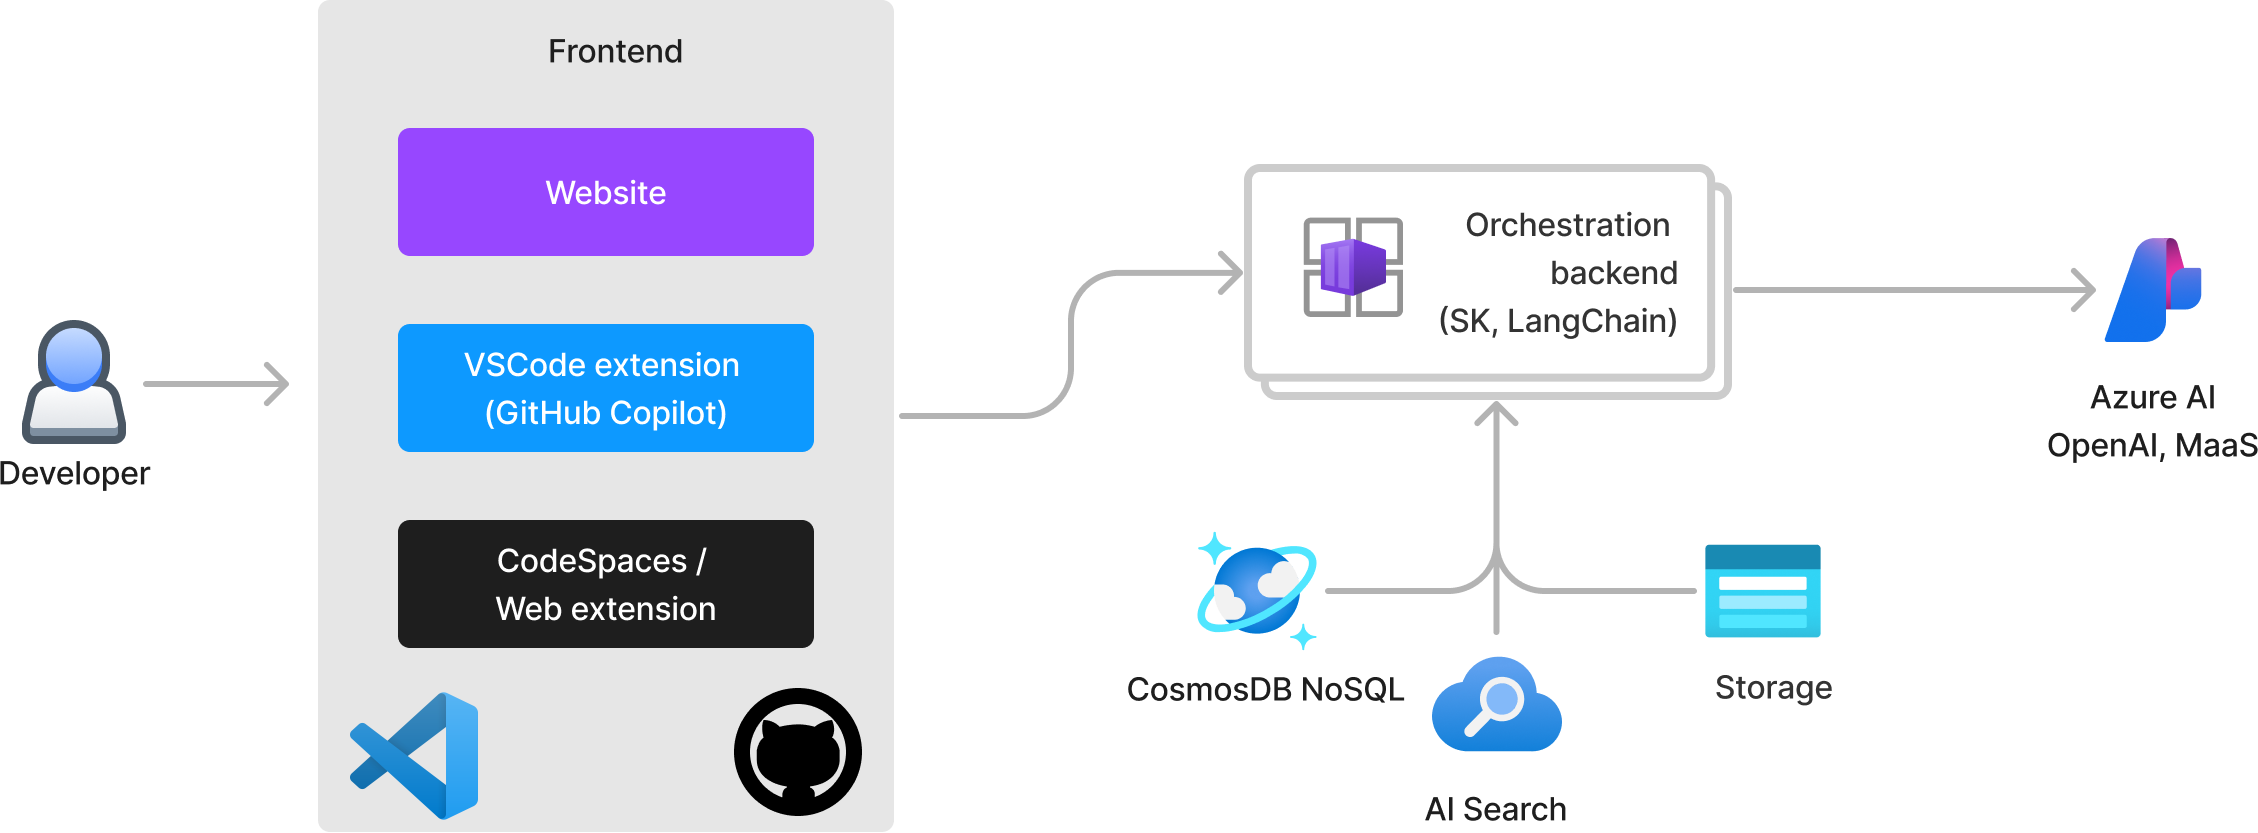 Frontend
Website
VSCode extension
(GitHub Copilot)
CodeSpaces /
Web extension
Developer
Orchestration
backend
(SK, LangChain)
Azure AI
OpenAI, MaaS
CosmosDB NoSQL
AI Search
Storage